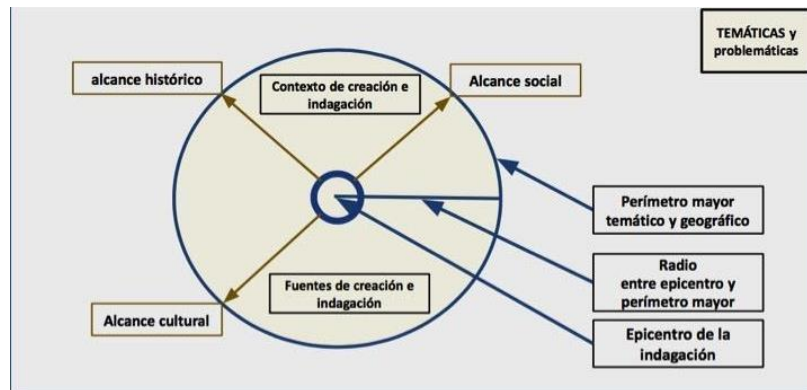 TEMÁTICAS y
problemáticas
alcance histórico
Contexto de creación e
indagación
Alcance social
Perímetro mayor
temático y geográfico
Radio
entre epicentro y
perímetro mayor
Fuentes de creación e
indagación
Alcance cultural
Epicentro de la
indagación